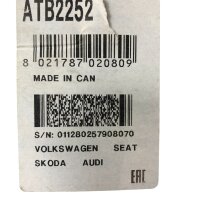 ATB2252
8 021787 020809
MADE IN CAN
S/N: 011280257908070
VOLKSWAGEN SEAT
SKODA AUDI
EAC